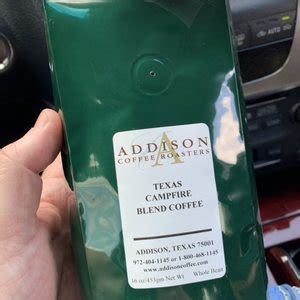 ADDISON
COFFEE ROASTERS
TEXAS
CAMPFIRE
BLEND COFFEE
ADDISON, TEXAS 75001
972-404-1145 or 1-800-468-1145
www.addisoncoffee.com
16 oz/453gm Net Wt Whole Bean